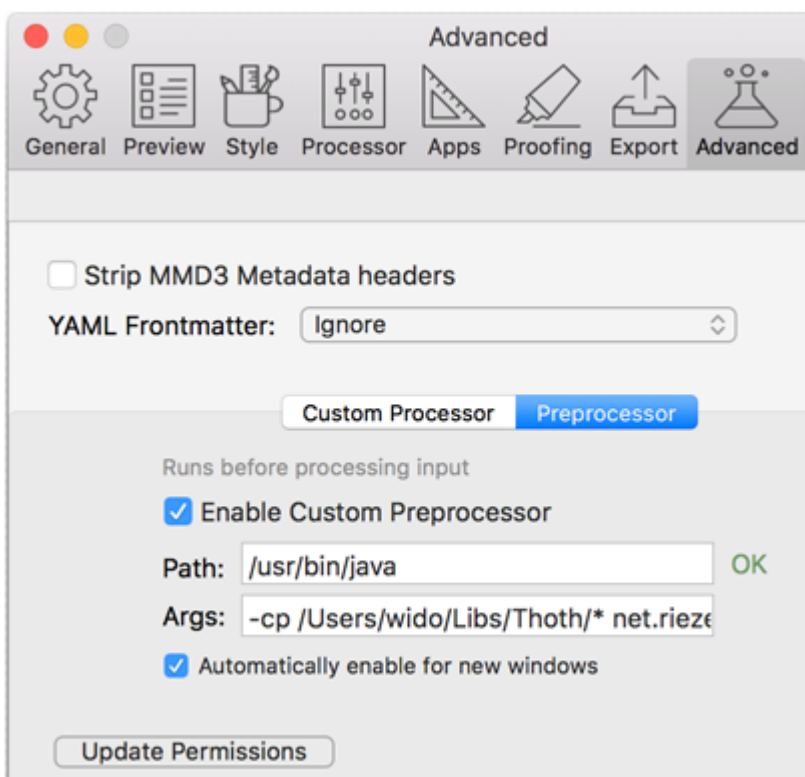 Advanced
General Preview Style Processor Apps Proofing Export Advanced
Strip MMD3 Metadata headers
YAML Frontmatter: Ignore
Custom Processor Preprocessor
Runs before processing input
Enable Custom Preprocessor
Path: /usr/bin/java OK
Args: -cp /Users/wido/Libs/Thoth/* net.rieze
Automatically enable for new windows
Update Permissions